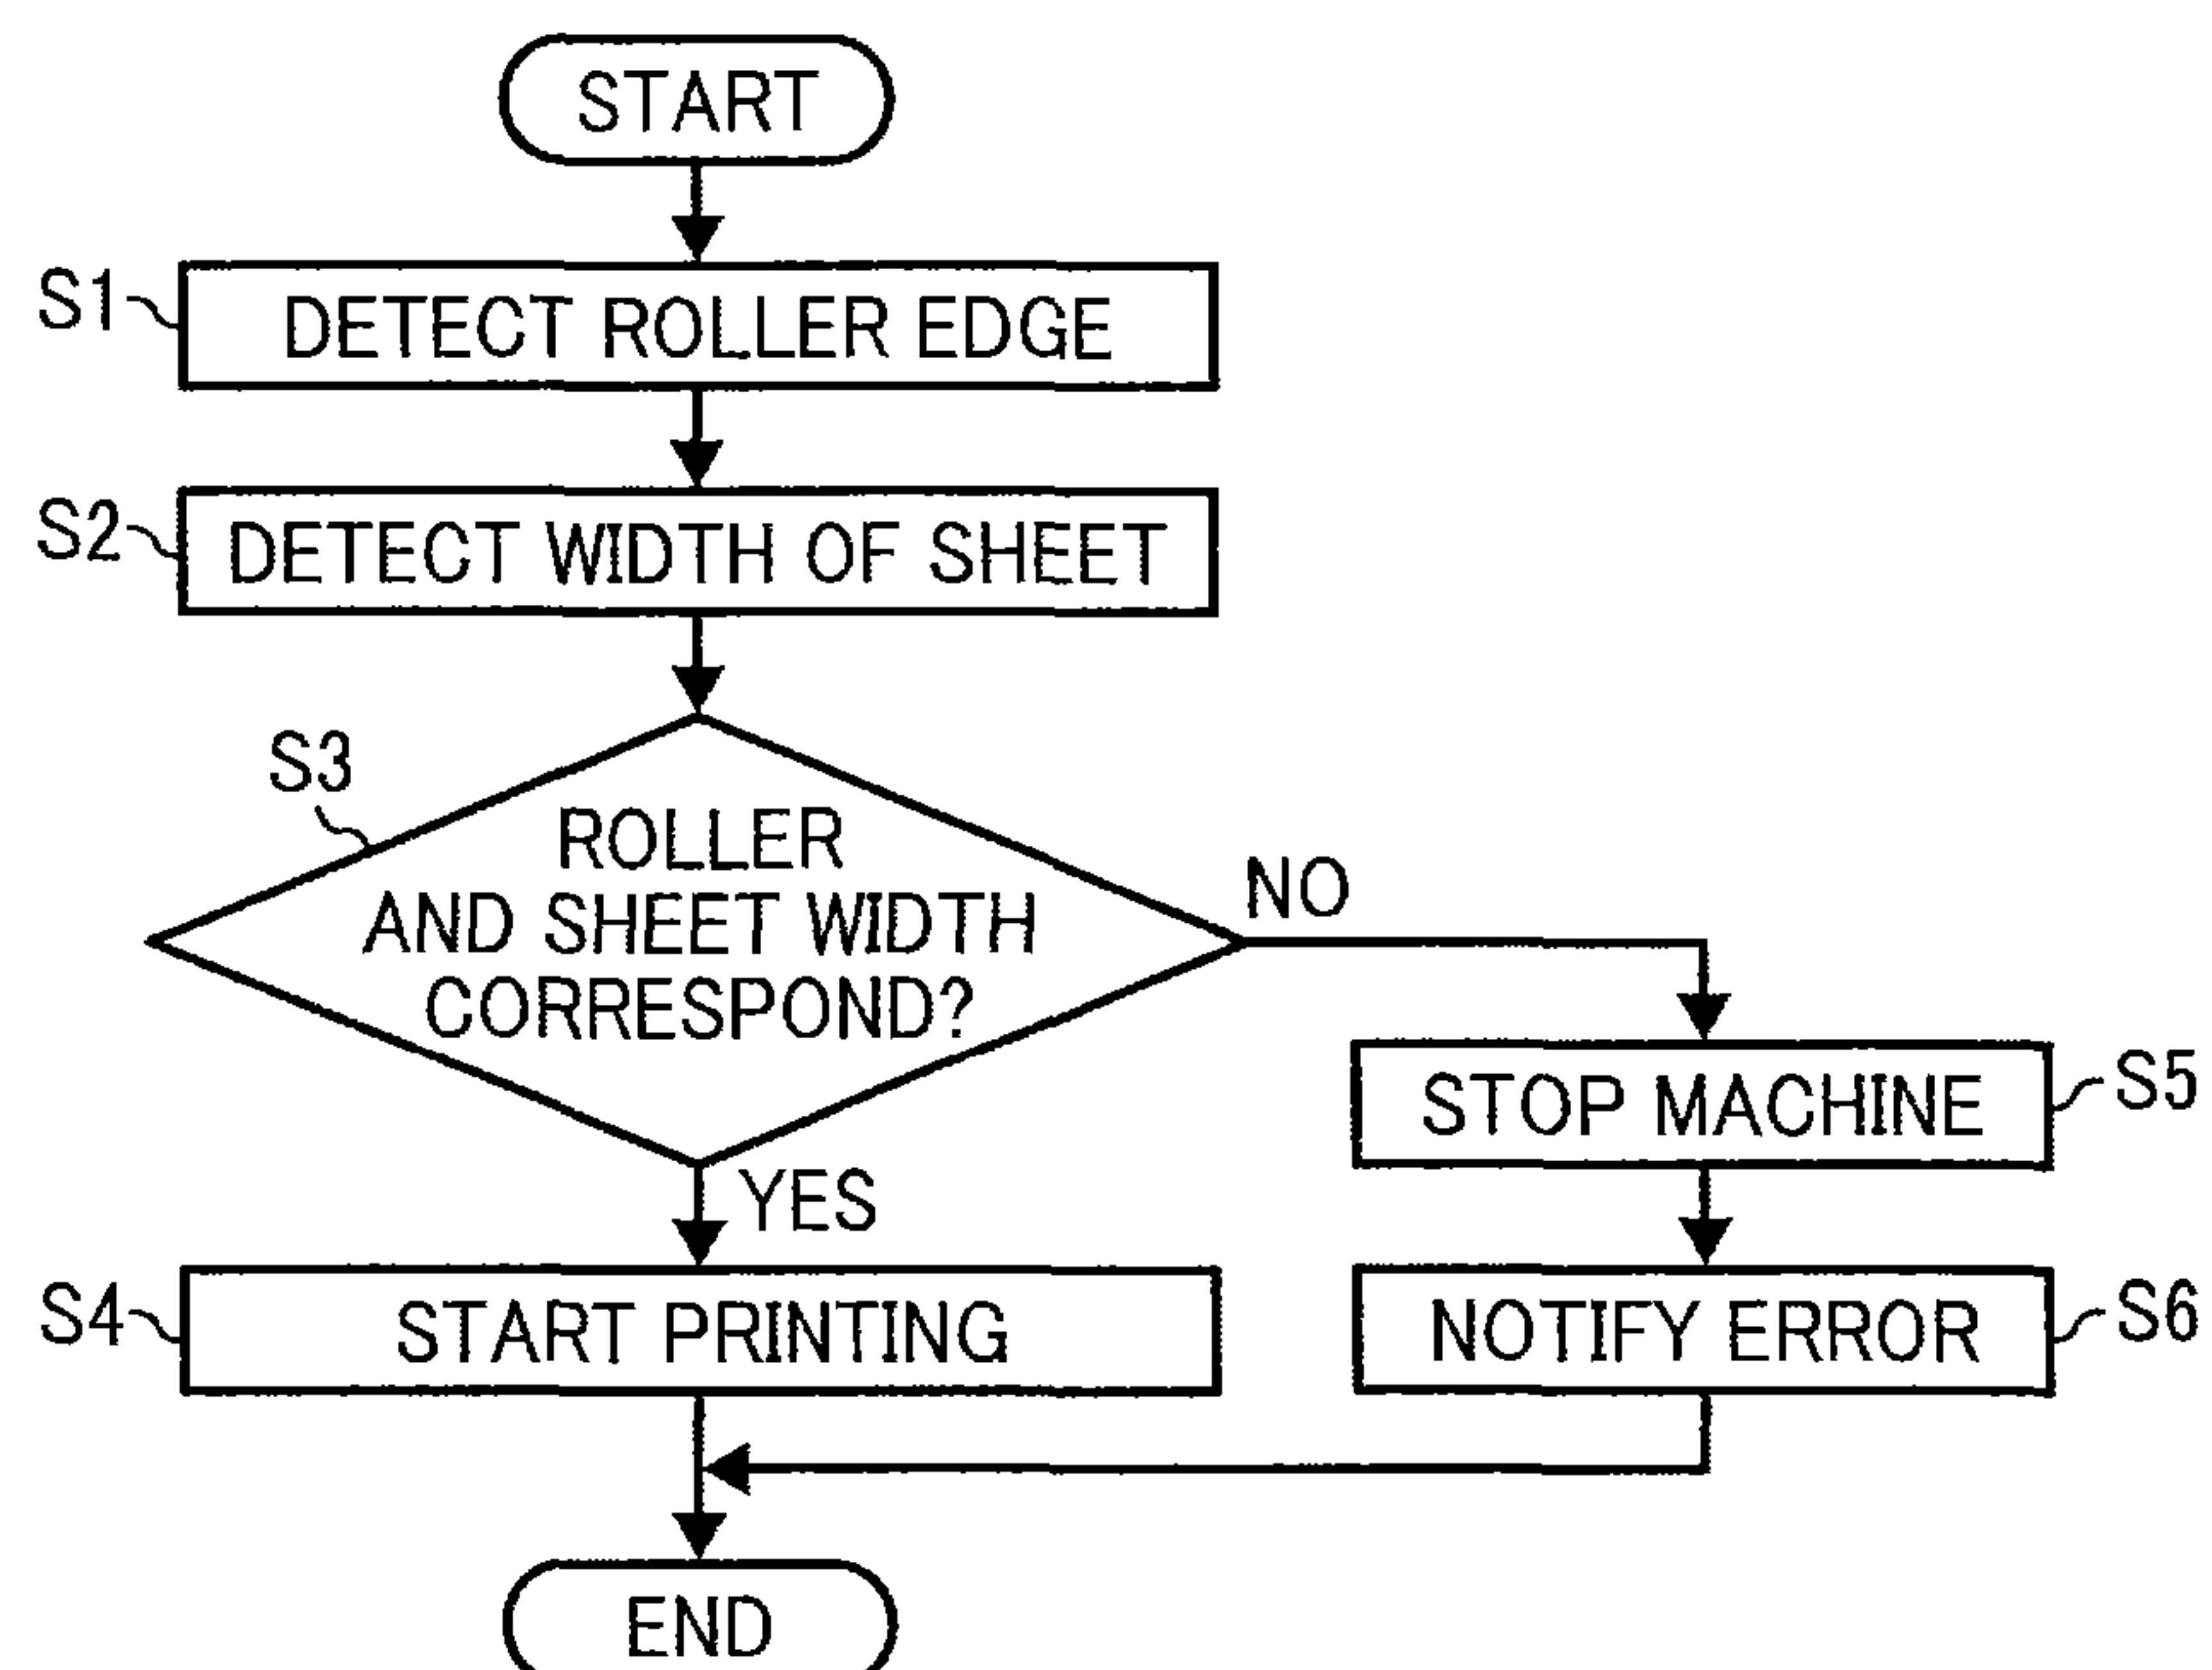 START
S1
DETECT ROLLER EDGE
S2
DETECT WIDTH OF SHEET
S3
ROLLER
AND SHEET WIDTH
CORRESPOND?
NO
YES
STOP MACHINE
S5
S4
START PRINTING
NOTIFY ERROR
S6
END